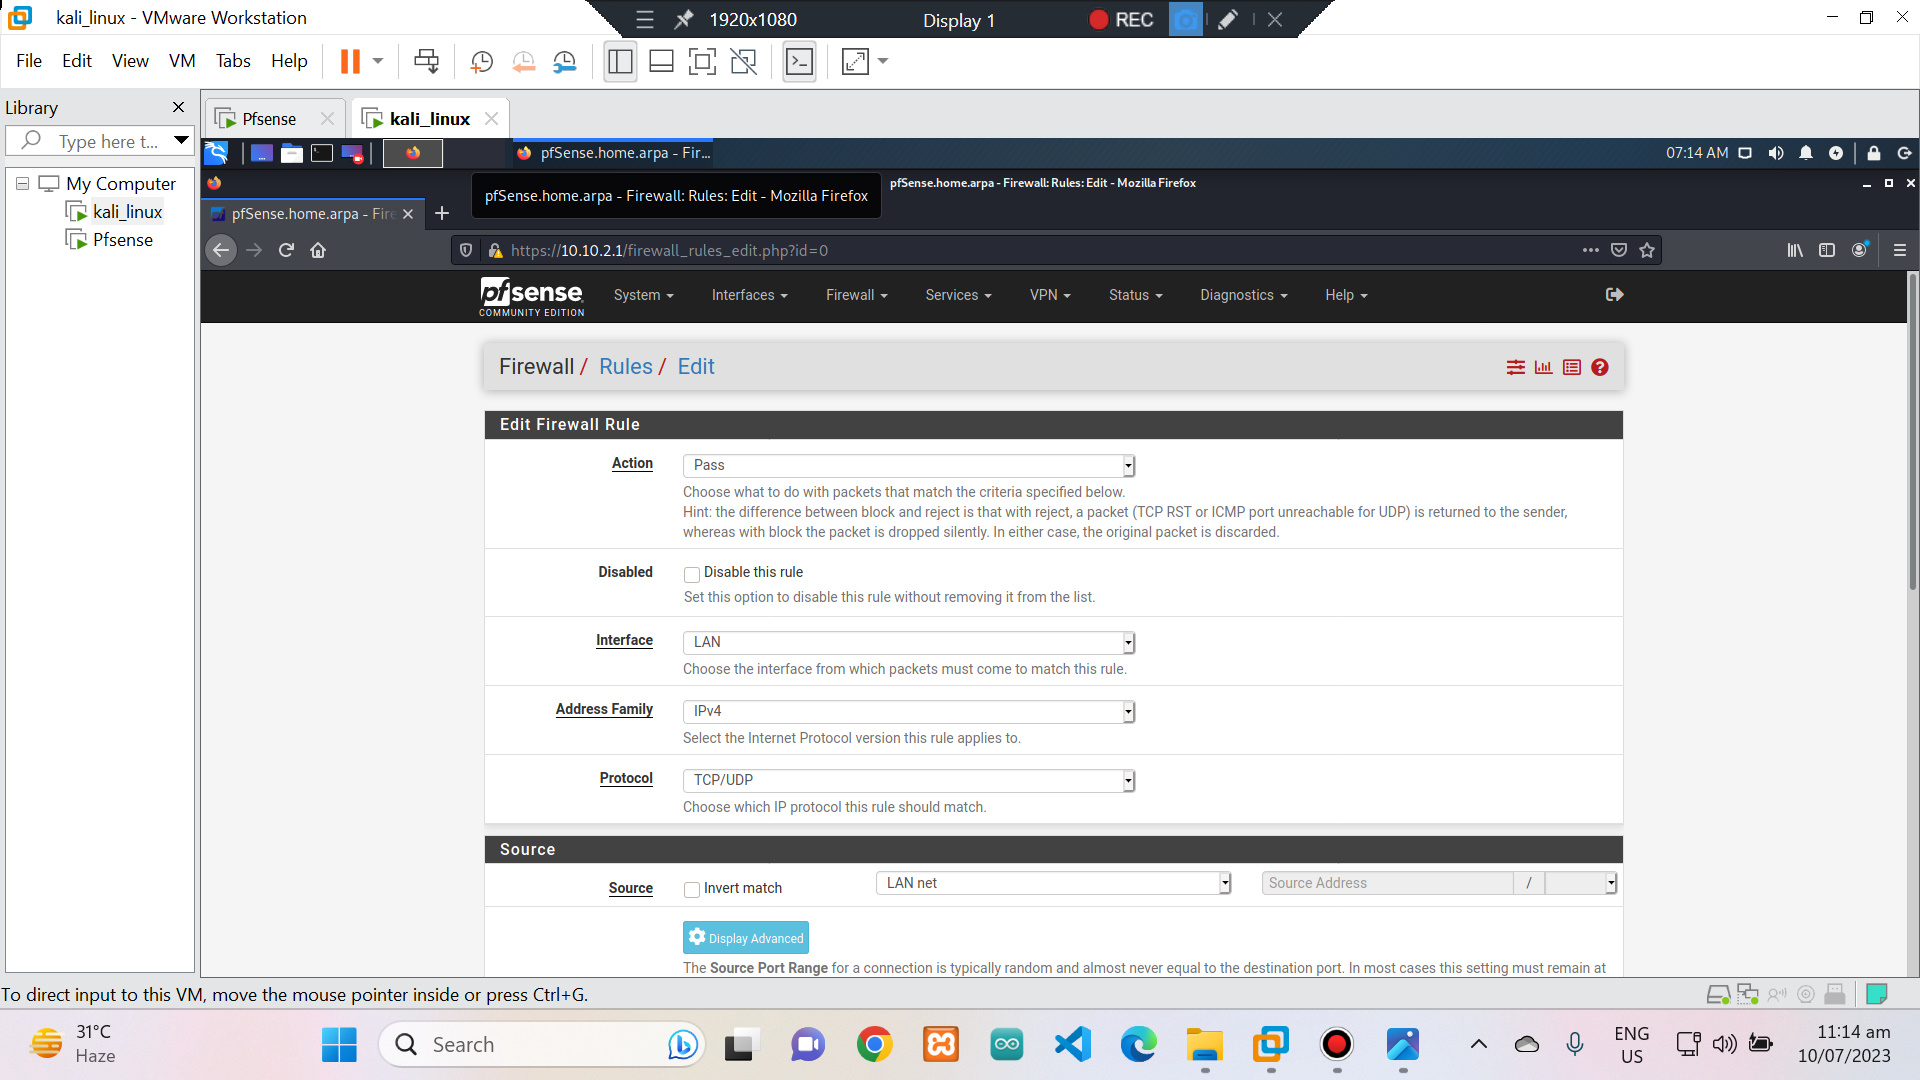 kali_linux - VMware Workstation
1920x1080
Display 1
REC
File Edit View VM Tabs Help
Library
Type here t...
My Computer
kali_linux
Pfsense
Pfsense
kali_linux
pfSense.home.arpa - Fir...
07:14 AM
pfSense.home.arpa - Firewall: Rules: Edit - Mozilla Firefox
pfSense.home.arpa - Firewall: Rules: Edit - Mozilla Firefox
pfSense.home.arpa - Fire
https://10.10.2.1/firewall_rules_edit.php?id=0
pfsense
COMMUNITY EDITION
System Interfaces Firewall Services VPN Status Diagnostics Help
Firewall / Rules / Edit
Edit Firewall Rule
Action
Pass
Choose what to do with packets that match the criteria specified below.
Hint: the difference between block and reject is that with reject, a packet (TCP RST or ICMP port unreachable for UDP) is returned to the sender,
whereas with block the packet is dropped silently. In either case, the original packet is discarded.
Disabled
Disable this rule
Set this option to disable this rule without removing it from the list.
Interface
LAN
Choose the interface from which packets must come to match this rule.
Address Family
IPv4
Select the Internet Protocol version this rule applies to.
Protocol
TCP/UDP
Choose which IP protocol this rule should match.
Source
Source
Invert match
LAN net
Source Address
/
Display Advanced
The Source Port Range for a connection is typically random and almost never equal to the destination port. In most cases this setting must remain at
To direct input to this VM, move the mouse pointer inside or press Ctrl+G.
31°C
Haze
Search
ENG
US
11:14 am
10/07/2023